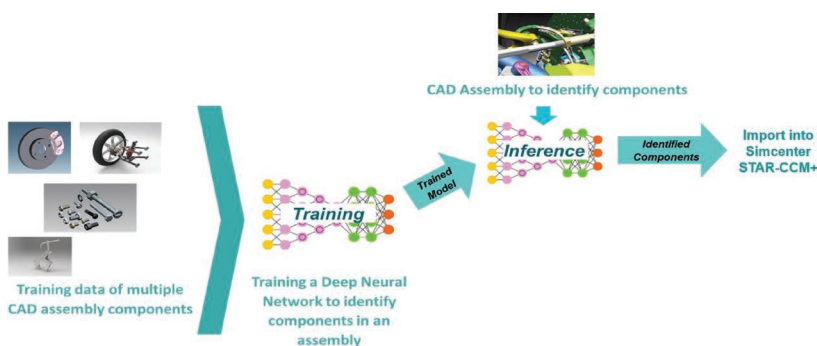 CAD Assembly to identify components
Inference
Identified
Components
Import into
Simcenter
STAR-CCM+
Trained
Model
Training
Training data of multiple
CAD assembly components
Training a Deep Neural
Network to identify
components in an
assembly